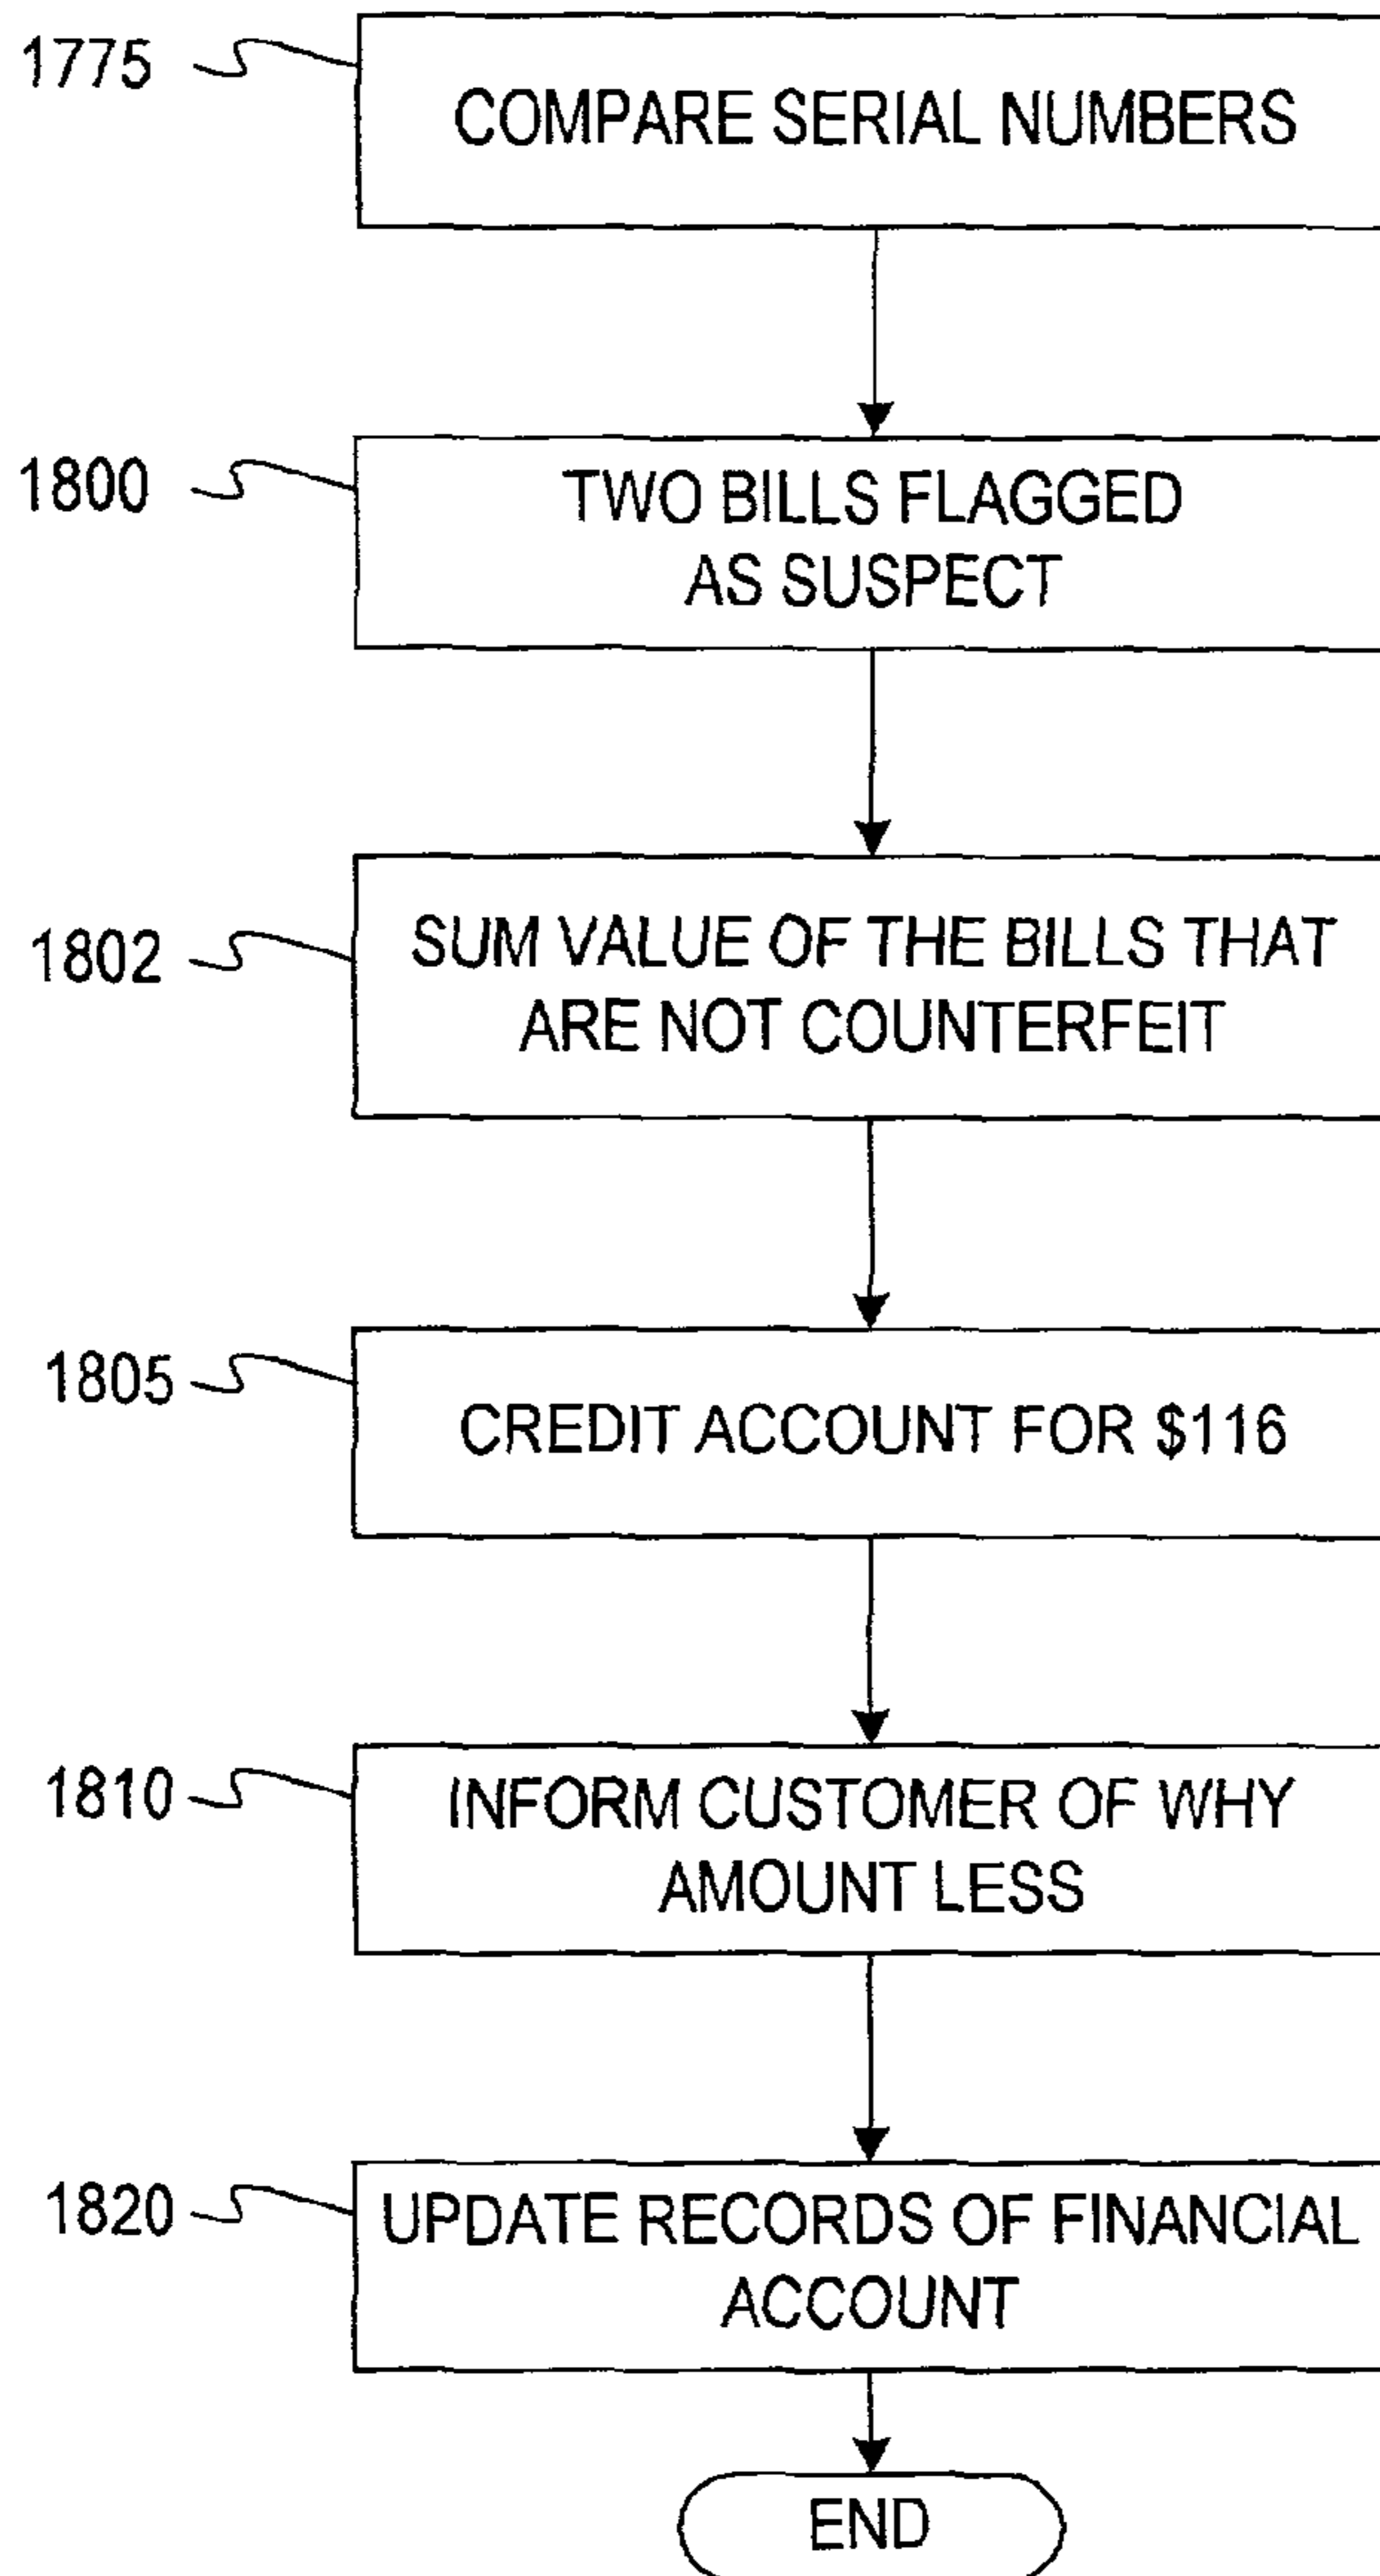 1775
COMPARE SERIAL NUMBERS
1800
TWO BILLS FLAGGED
AS SUSPECT
1802
SUM VALUE OF THE BILLS THAT
ARE NOT COUNTERFEIT
1805
CREDIT ACCOUNT FOR $116
1810
INFORM CUSTOMER OF WHY
AMOUNT LESS
1820
UPDATE RECORDS OF FINANCIAL
ACCOUNT
END